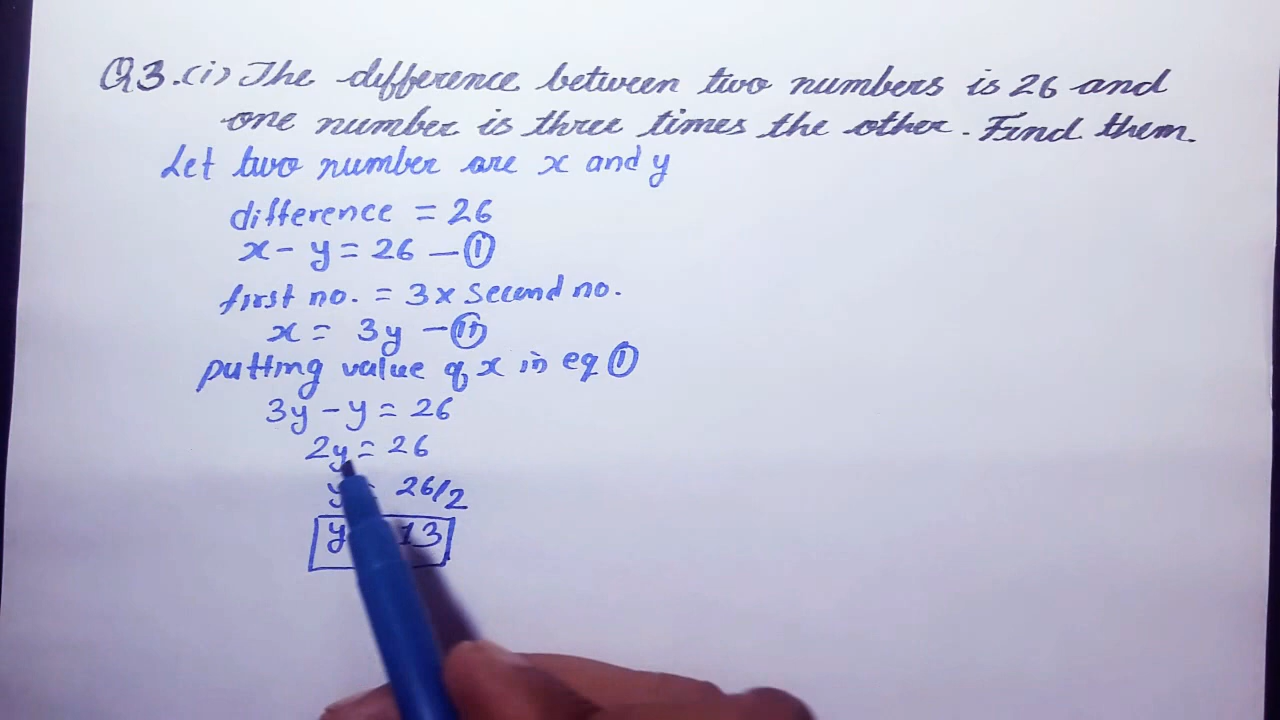 Q3.(i) The difference between two numbers is 26 and
one number is three times the other. Find them.
Let two number are x and y
difference = 26
x - y = 26 — ①
first no. = 3 x Second no.
x = 3y — ⑪
putting value of x in eq ①
3y - y = 26
2y = 26
y = 26/2
y = 13